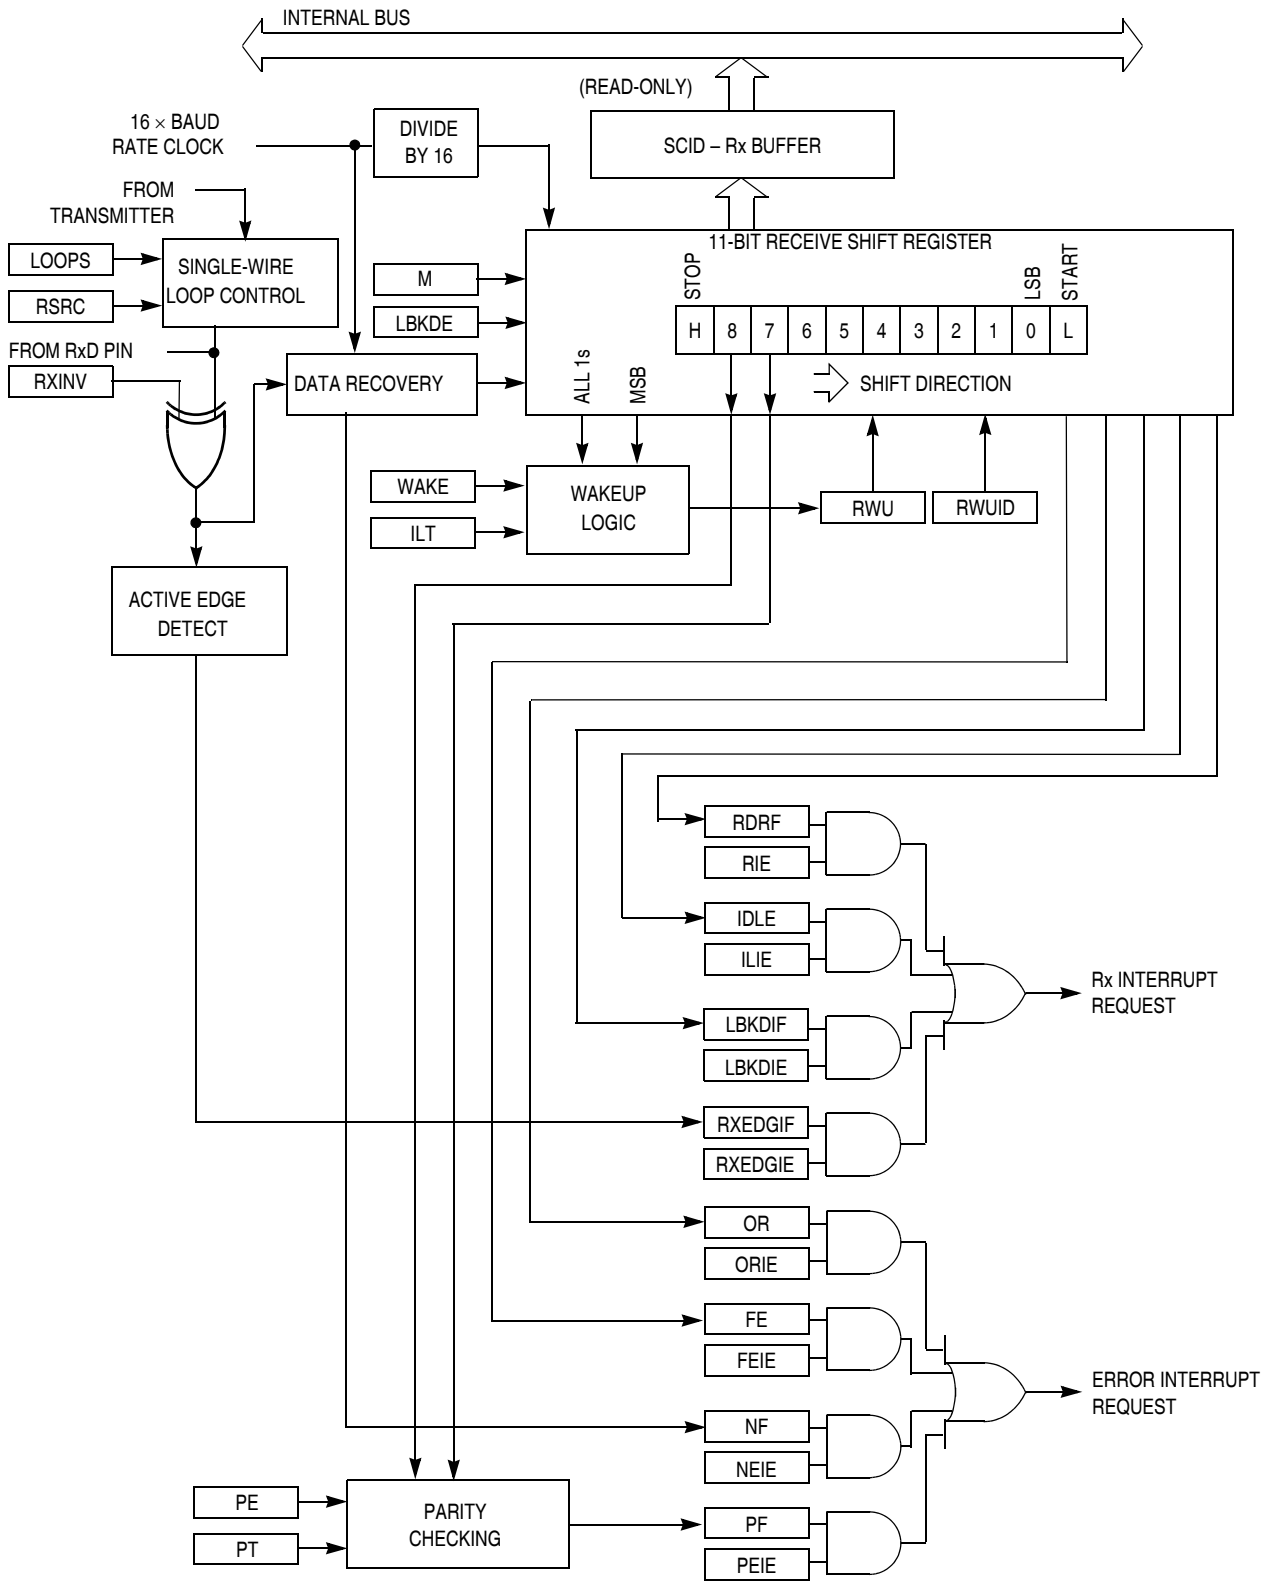 INTERNAL BUS
(READ-ONLY)
16 × BAUD
RATE CLOCK
DIVIDE
BY 16
SCID – Rx BUFFER
FROM
TRANSMITTER
11-BIT RECEIVE SHIFT REGISTER
LOOPS
RSRC
SINGLE-WIRE
LOOP CONTROL
M
LBKDE
STOP
LSB
START
H 8 7 6 5 4 3 2 1 0 L
FROM RxD PIN
RXINV
DATA RECOVERY
ALL 1s
MSB
SHIFT DIRECTION
WAKE
ILT
WAKEUP
LOGIC
RWU
RWUID
ACTIVE EDGE
DETECT
RDRF
RIE
IDLE
ILIE
Rx INTERRUPT
REQUEST
LBKDIF
LBKDIE
RXEDGIF
RXEDGIE
OR
ORIE
FE
FEIE
ERROR INTERRUPT
REQUEST
NF
NEIE
PE
PT
PARITY
CHECKING
PF
PEIE